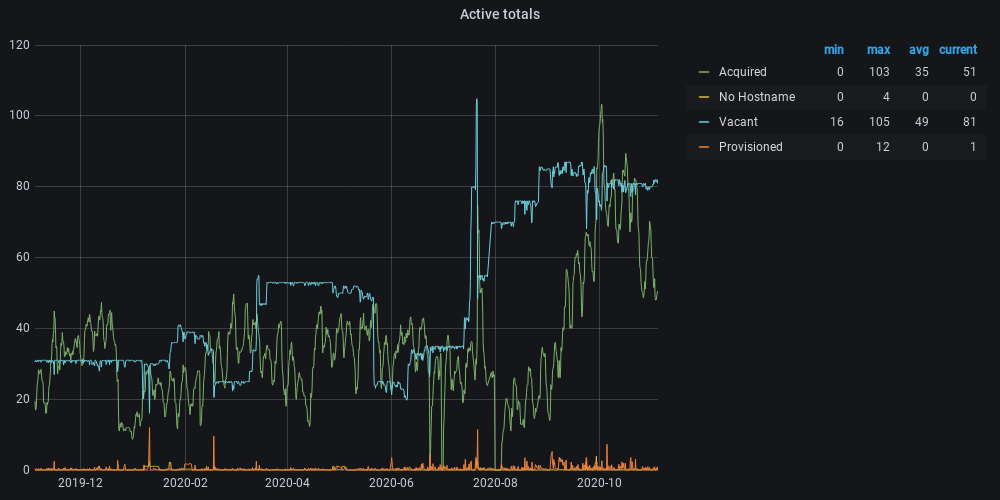 Active totals
120
100
80
60
40
20
0
2019-12 2020-02 2020-04 2020-06 2020-08 2020-10
min max avg current
Acquired 0 103 35 51
No Hostname 0 4 0 0
Vacant 16 105 49 81
Provisioned 0 12 0 1